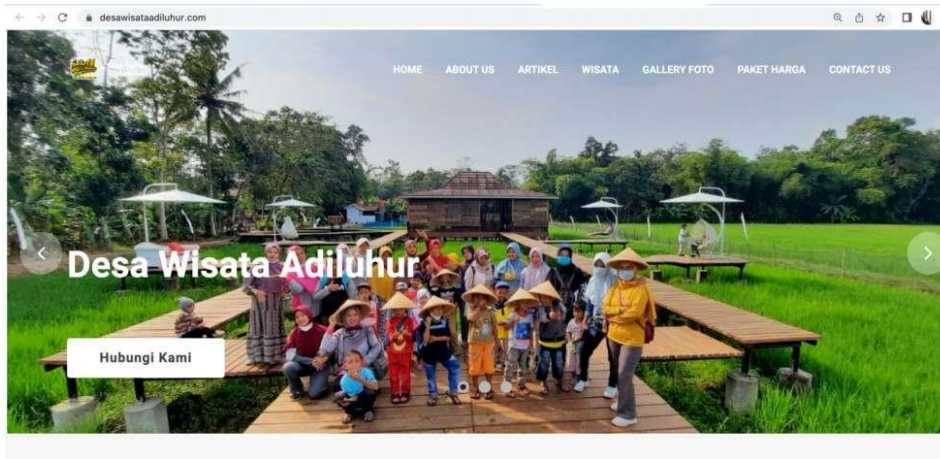 desawisataadiluhur.com
HOME ABOUT US ARTIKEL WISATA GALLERY FOTO PAKET HARGA CONTACT US
Desa Wisata Adiluhur
Hubungi Kami